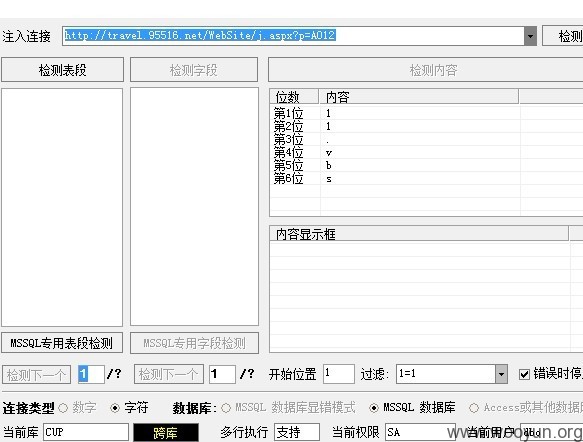 注入连接 http://travel.95516.net/WebSite/j.aspx?p=A012 检测
检测表段 检测字段 检测内容
位数 内容
第1位 1
第2位 1
第3位 .
第4位 v
第5位 b
第6位 s
内容显示框
MSSQL专用表段检测 MSSQL专用字段检测
检测下一个 1 /? 检测下一个 1 /? 开始位置 1 过滤: 1=1 错误时停
连接类型 数字 字符 数据库: MSSQL 数据库显错模式 MSSQL 数据库 Access或其他数据
当前库 CUP 跨库 多行执行 支持 当前权限 SA 当前用户
www.wooyun.org